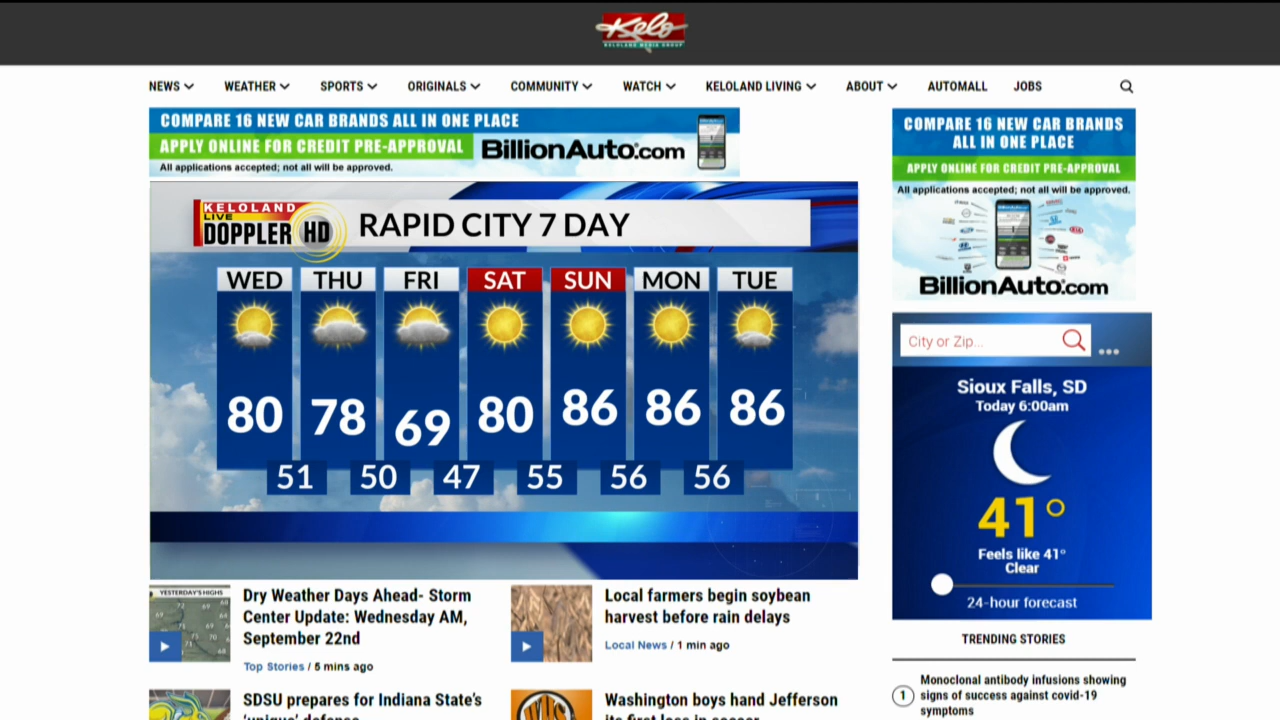 Kelo
KELOLAND MEDIA GROUP
NEWS WEATHER SPORTS ORIGINALS COMMUNITY WATCH KELOLAND LIVING ABOUT AUTOMALL JOBS
COMPARE 16 NEW CAR BRANDS ALL IN ONE PLACE
APPLY ONLINE FOR CREDIT PRE-APPROVAL
BillionAuto.com
All applications accepted; not all will be approved.
COMPARE 16 NEW CAR BRANDS
ALL IN ONE PLACE
APPLY ONLINE FOR CREDIT PRE-APPROVAL
All applications accepted; not all will be approved.
BillionAuto.com
KELOLAND
LIVE
DOPPLER HD
RAPID CITY 7 DAY
WED THU FRI SAT SUN MON TUE
80 78 69 80 86 86 86
51 50 47 55 56 56
City or Zip...
Sioux Falls, SD
Today 6:00am
41°
Feels like 41°
Clear
24-hour forecast
YESTERDAY'S HIGHS
Dry Weather Days Ahead- Storm
Center Update: Wednesday AM,
September 22nd
Top Stories / 5 mins ago
Local farmers begin soybean
harvest before rain delays
Local News / 1 min ago
SDSU prepares for Indiana State's
'unique' defense
Washington boys hand Jefferson
its first loss in soccer
TRENDING STORIES
1
Monoclonal antibody infusions showing
signs of success against covid-19
symptoms